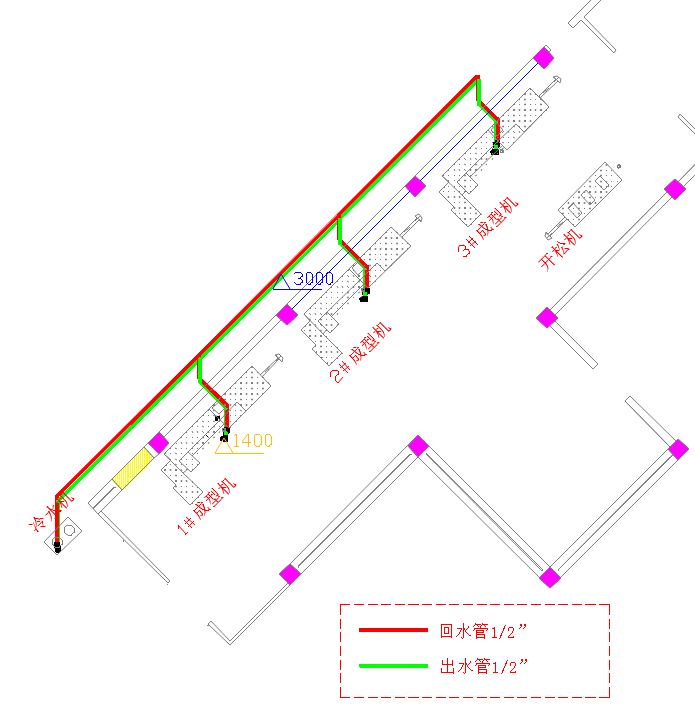 3#成型机
开松机
3000
2#成型机
1400
1#成型机
冷水机
回水管1/2"
出水管1/2"